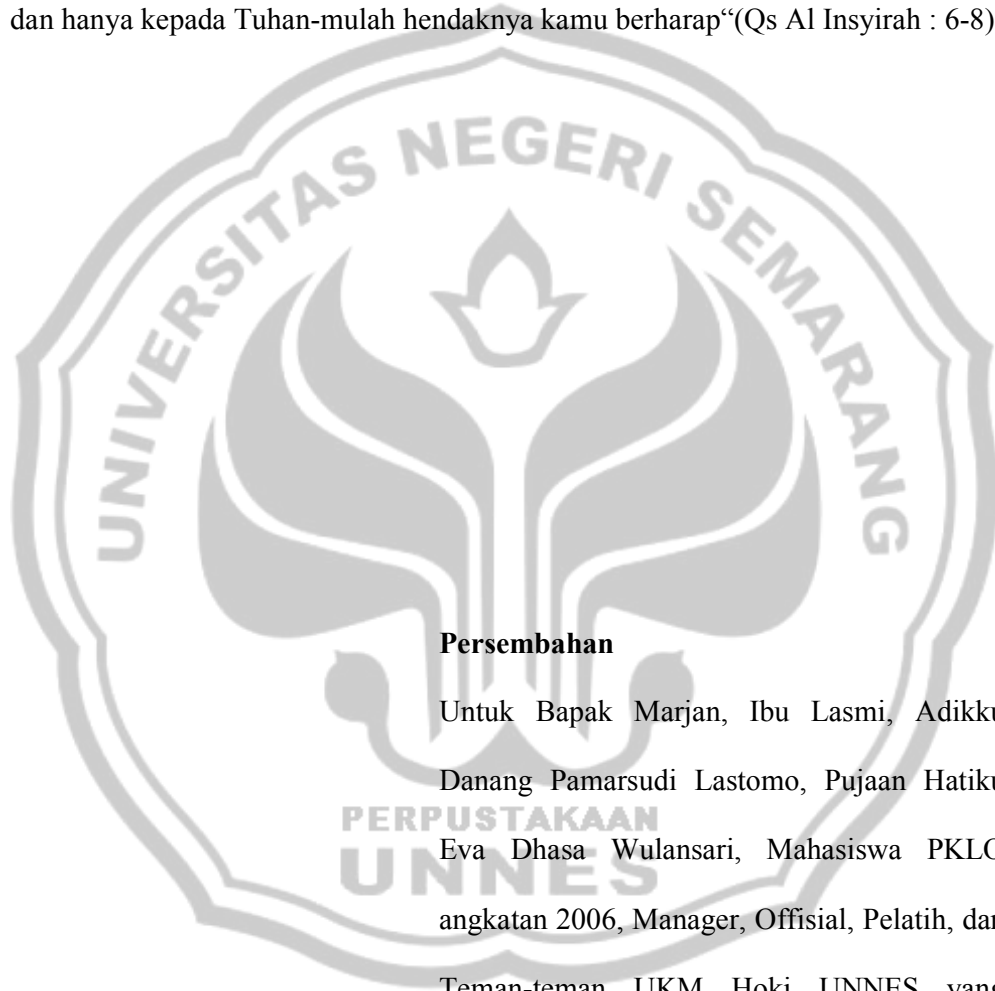 dan hanya kepada Tuhan-mulah hendaknya kamu berharap“(Qs Al Insyirah : 6-8)
UNIVERSITAS NEGERI SEMARANG
Persembahan
Untuk Bapak Marjan, Ibu Lasmi, Adikku
Danang Pamarsudi Lastomo, Pujaan Hatiku
PERPUSTAKAAN
Eva Dhasa Wulansari, Mahasiswa PKLO
UNNES
angkatan 2006, Manager, Offisial, Pelatih, dan
Teman-teman UKM Hoki UNNES yang